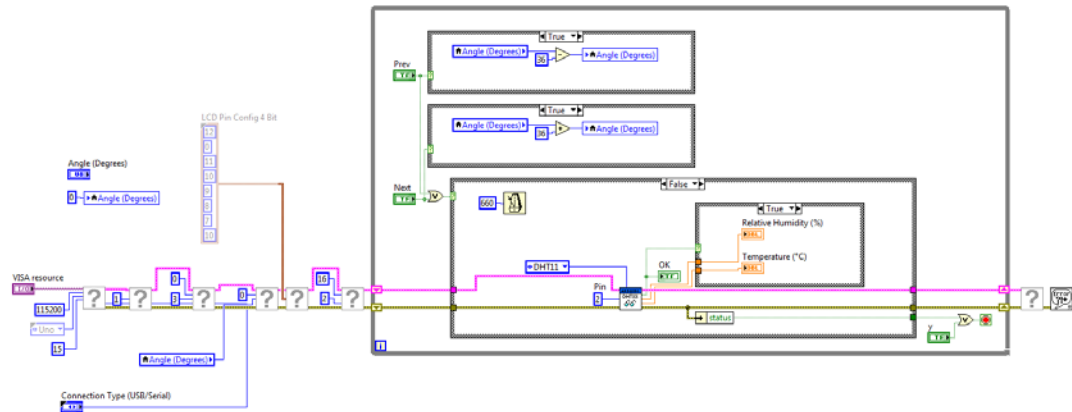 True
Angle (Degrees)
Angle (Degrees)
36
Prev
True
LCD Pin Config 4 Bit
12
0
11
10
9
8
7
10
Angle (Degrees)
Angle (Degrees)
36
Angle (Degrees)
0
Angle (Degrees)
Next
False
660
True
Relative Humidity (%)
DHT11
OK
Temperature (°C)
VISA resource
Pin
2
115200
1
0
3
0
16
2
Uno
15
status
y
Angle (Degrees)
i
Connection Type (USB/Serial)